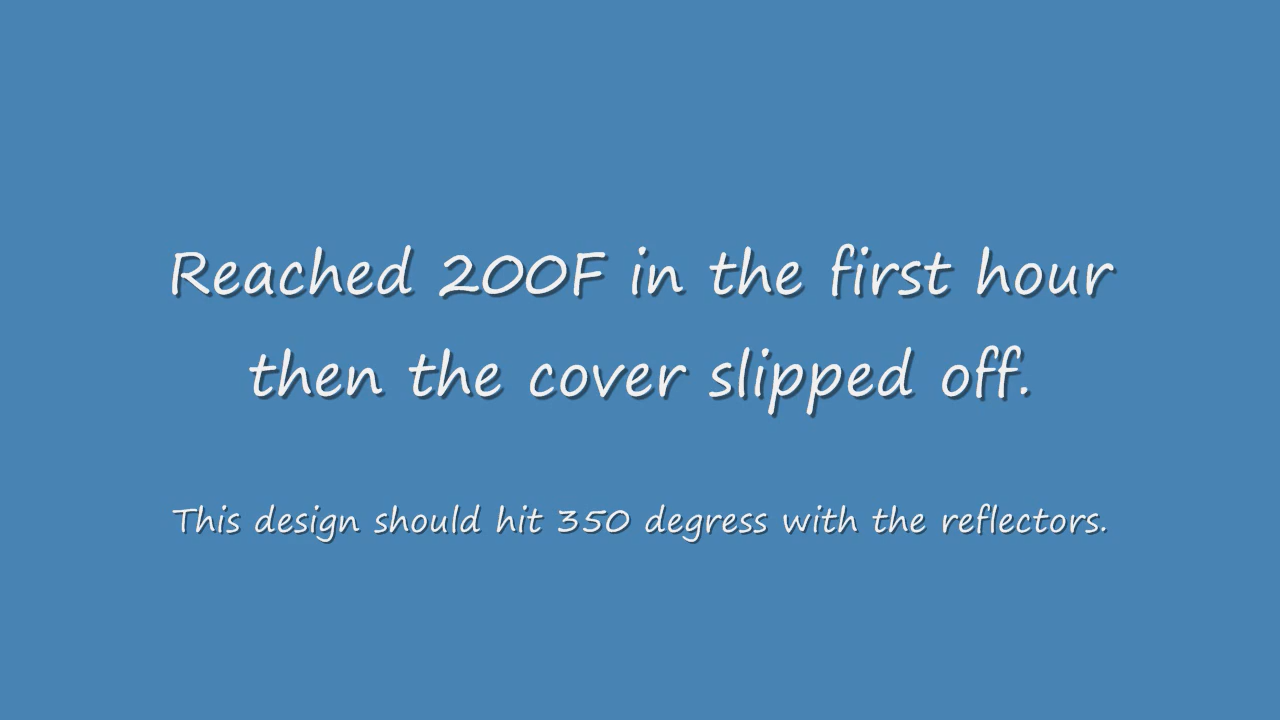 Reached 200F in the first hour
then the cover slipped off.
This design should hit 350 degress with the reflectors.